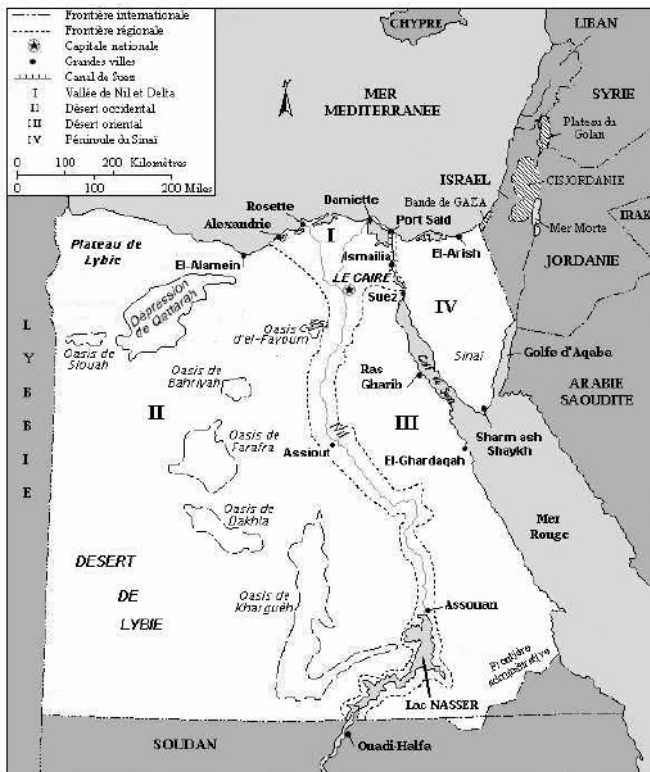 Frontière internationale
Frontière régionale
Capitale nationale
Grandes villes
Canal de Suez
I Vallée de Nil et Delta
II Désert occidental
III Désert oriental
IV Péninsule du Sinaï
0 100 200 Kilomètres
0 100 200 Miles
CHYPRE
LIBAN
MER
MEDITERRANEE
SYRIE
Plateau du
Golan
ISRAEL
CISJORDANIE
Bande de GAZA
IRAK
Mer Morte
JORDANIE
Rosette
Damiette
Port Said
Alexandrie
I
Plateau de
Lybie
El-Alamein
Ismailia
El-Arish
LE CAIRE
Suez
IV
Dépression
de Qattarah
Oasis de
Siouah
Oasis
d'el-Fayoum
Sinaï
Golfe d'Aqaba
LYBBIE
Oasis de
Bahriyah
Ras
Gharib
ARABIE
SAOUDITE
II
III
Nil
Oasis de
Farafra
Assiout
El-Ghardaqah
Sharm ash
Shaykh
Oasis de
Dakhla
Mer
Rouge
DESERT
DE
LYBIE
Oasis de
Kharguèh
Assouan
Frontière
administrative
Lac NASSER
SOUDAN
Ouadi-Halfa